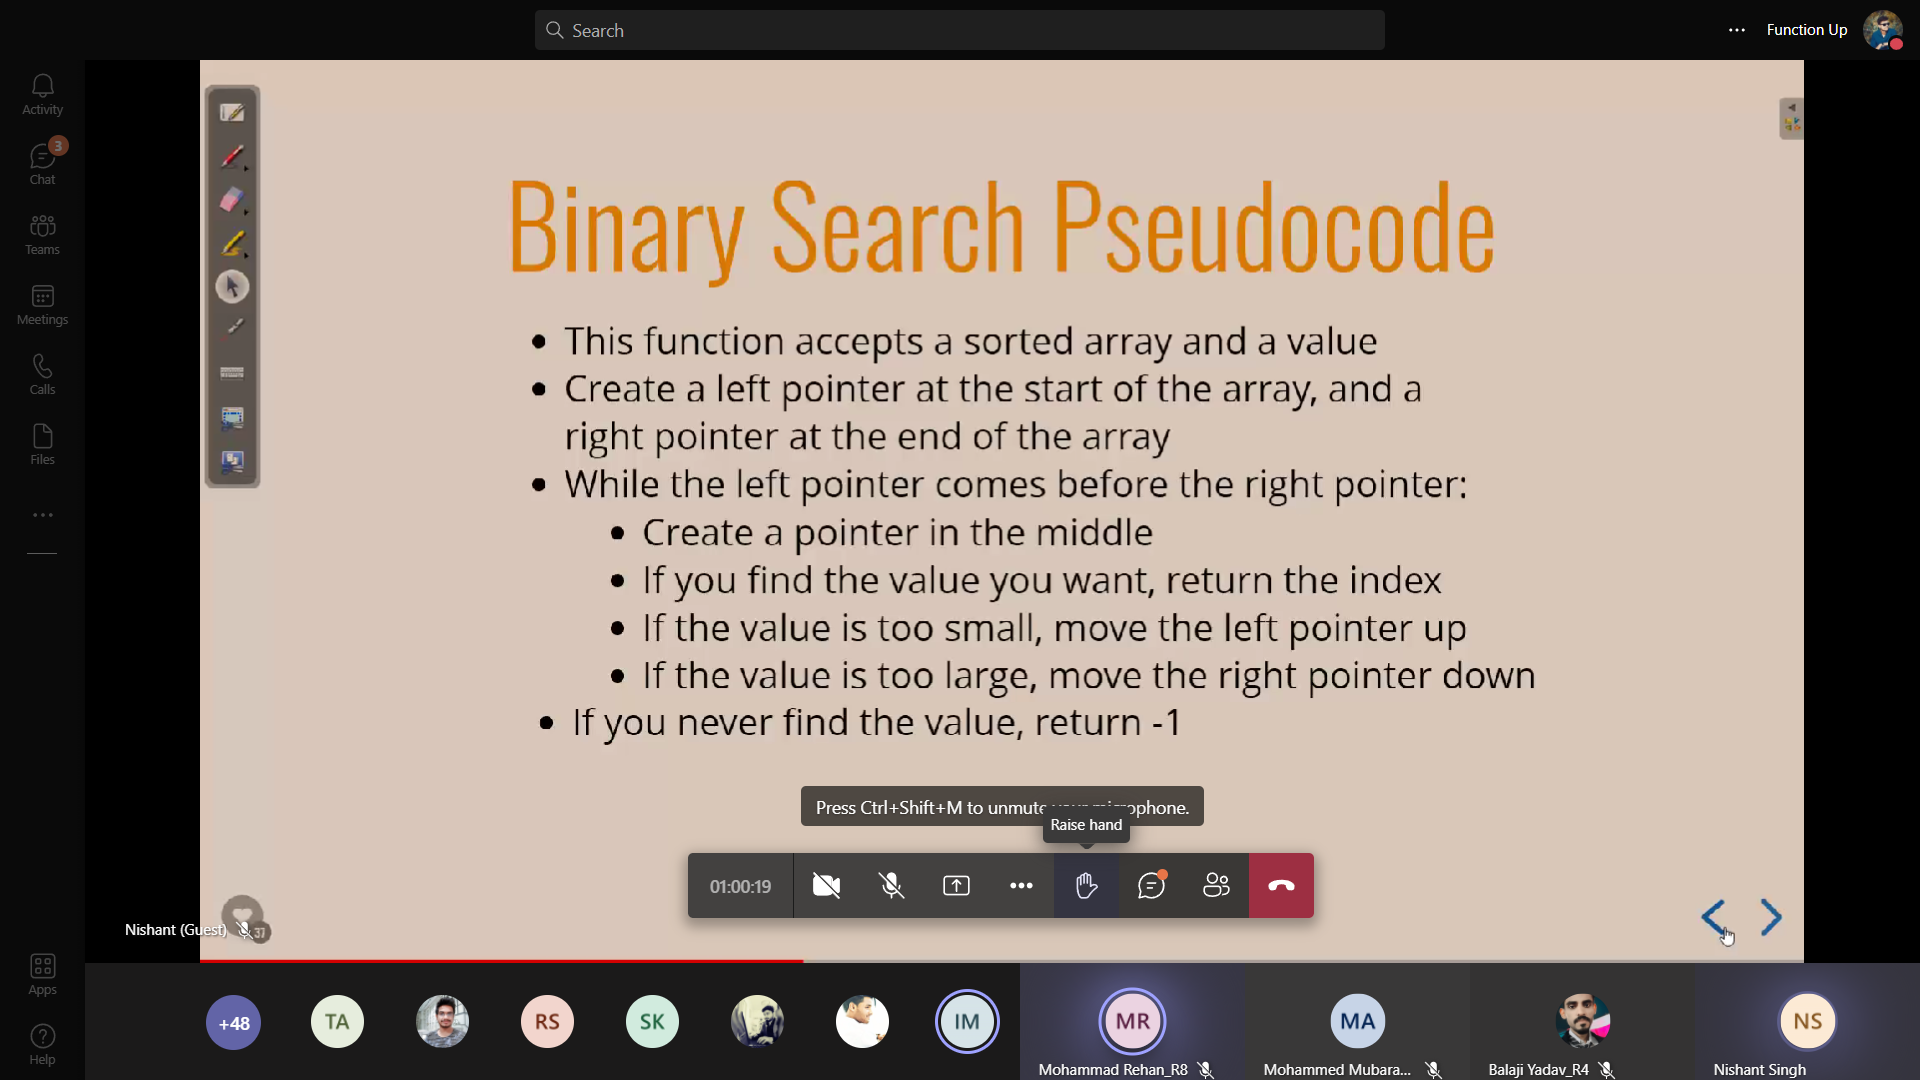 Search
Function Up
Activity
3
Chat
Teams
Meetings
Calls
Files
Apps
Help
Binary Search Pseudocode
This function accepts a sorted array and a value
Create a left pointer at the start of the array, and a
right pointer at the end of the array
While the left pointer comes before the right pointer:
Create a pointer in the middle
If you find the value you want, return the index
If the value is too small, move the left pointer up
If the value is too large, move the right pointer down
If you never find the value, return -1
Press Ctrl+Shift+M to unmute your microphone.
Raise hand
01:00:19
Nishant (Guest)
37
+48
TA
RS
SK
IM
MR
MA
NS
Mohammad Rehan_R8
Mohammed Mubara...
Balaji Yadav_R4
Nishant Singh